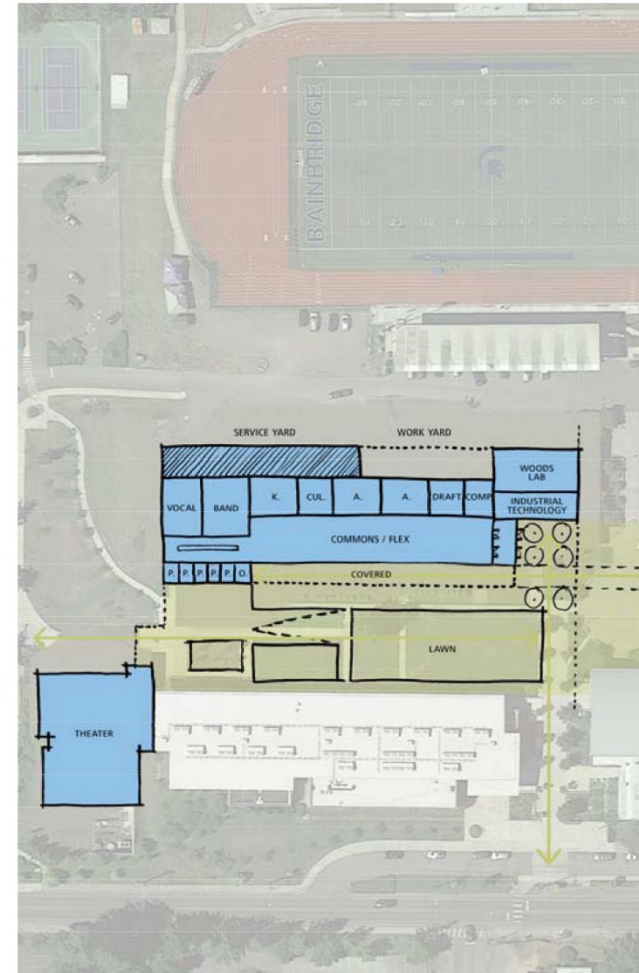 BAINBRIDGE
SERVICE YARD
WORK YARD
WOODS
LAB
VOCAL
BAND
K.
CUL.
A.
A.
DRAFT
COMP
INDUSTRIAL
TECHNOLOGY
COMMONS / FLEX
P.
P.
P.
P.
P.
O.
COVERED
LAWN
THEATER